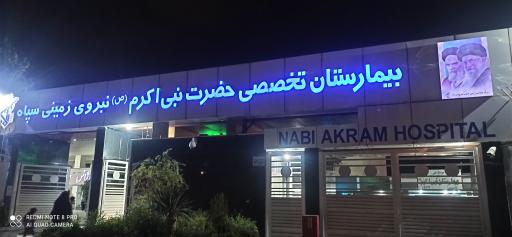 بیمارستان تخصصی حضرت نبی اکرم (ص) نیروی زمینی سپاه
NABI AKRAM HOSPITAL
REDMI NOTE 8 PRO
AI QUAD CAMERA